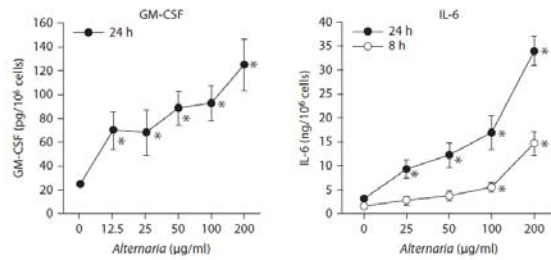 GM-CSF
24 h
GM-CSF (pg/10⁶ cells)
160
140
120
100
80
60
40
20
0
0 12.5 25 50 100 200
Alternaria (µg/ml)
IL-6
24 h
8 h
IL-6 (ng/10⁶ cells)
40
35
30
25
20
15
10
5
0
0 25 50 100 200
Alternaria (µg/ml)